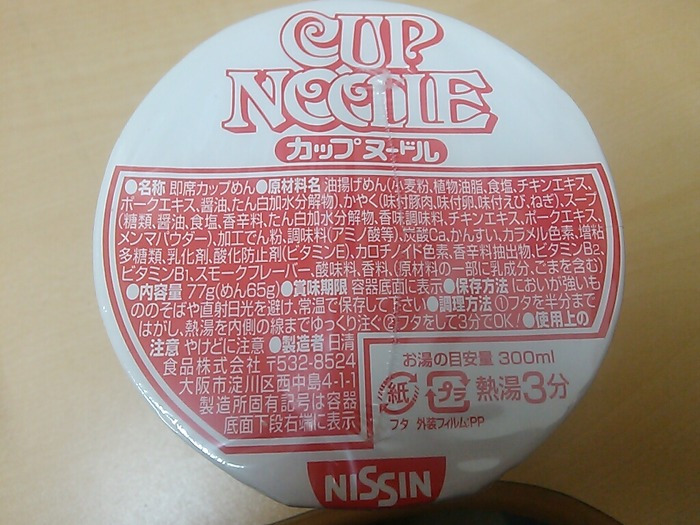 CUP
NOODLE
カップヌードル
●名称 即席カップめん●原材料名 油揚げめん(小麦粉、植物油脂、食塩、チキンエキス、
ポークエキス、醤油、たん白加水分解物)、かやく(味付豚肉、味付卵、味付えび、ねぎ)、スープ
(糖類、醤油、食塩、香辛料、たん白加水分解物、香味調味料、チキンエキス、ポークエキス、
メンマパウダー)、加工でん粉、調味料(アミノ酸等)、炭酸Ca、かんすい、カラメル色素、増粘
多糖類、乳化剤、酸化防止剤(ビタミンE)、カロチノイド色素、香辛料抽出物、ビタミンB2、
ビタミンB1、スモークフレーバー、酸味料、香料、(原材料の一部に乳成分、ごまを含む)
●内容量 77g(めん65g)●賞味期限 容器底面に表示●保存方法 においが強いも
ののそばや直射日光を避け、常温で保存して下さい●調理方法 ①フタを半分まで
はがし、熱湯を内側の線までゆっくり注ぐ②フタをして3分でOK!●使用上の
注意 やけどに注意 ●製造者 日清
食品株式会社 〒532-8524
大阪市淀川区西中島4-1-1
製造所固有記号は容器
底面下段右端に表示
お湯の目安量 300ml
紙 プラ 熱湯3分
フタ 外装フィルムPP
NISSIN